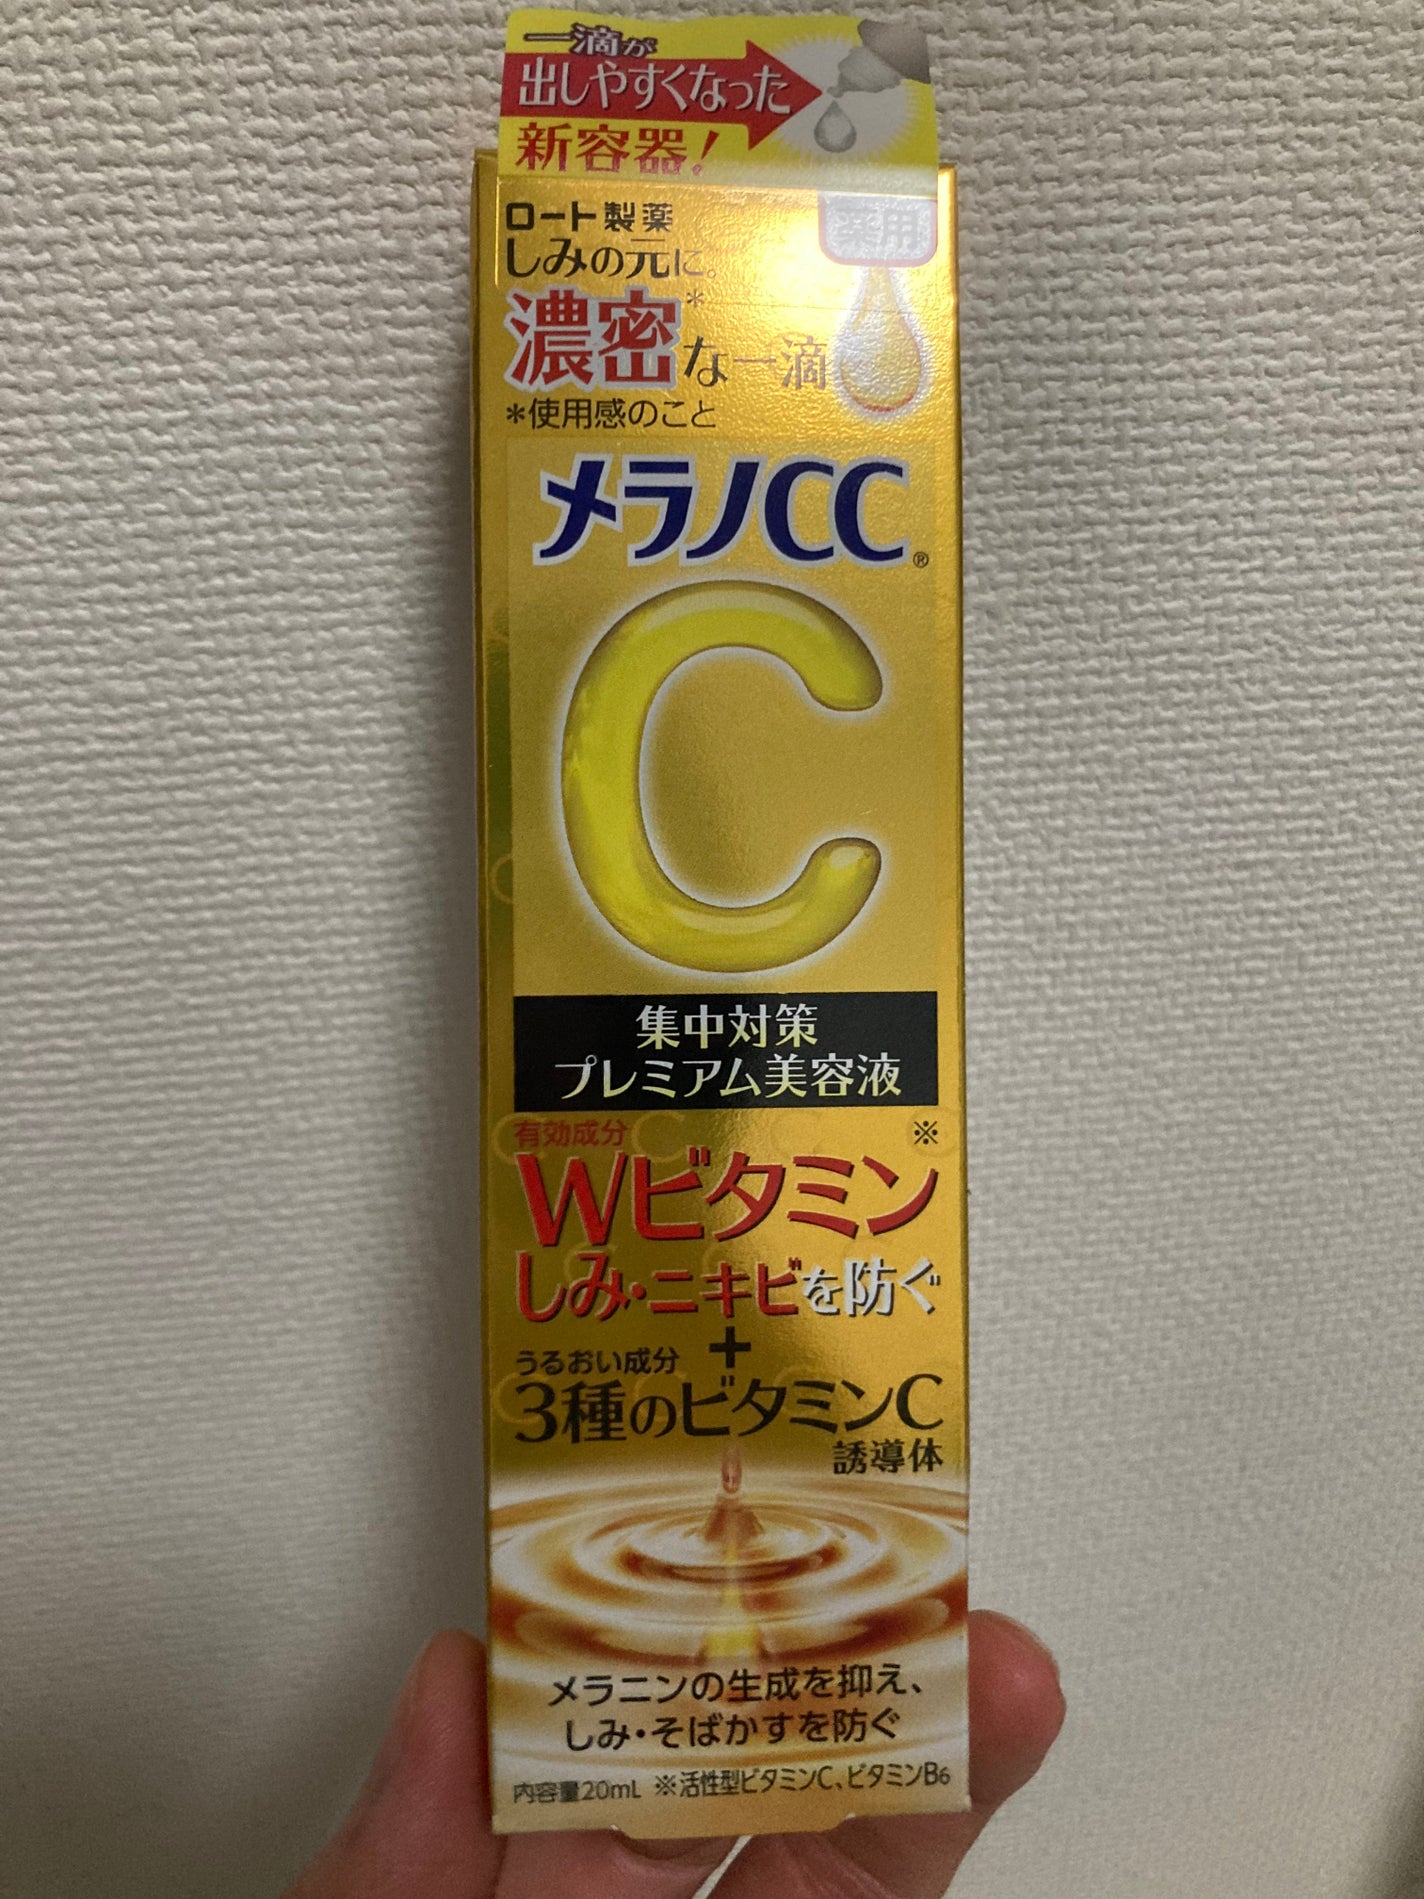 一滴が
出しやすくなった
新容器!
ロート製薬
薬用
しみの元に。
濃密*な一滴
*使用感のこと
メラノCC®
C
集中対策
プレミアム美容液
有効成分
Wビタミン※
しみ・ニキビを防ぐ
+
うるおい成分
3種のビタミンC
誘導体
メラニンの生成を抑え、
しみ・そばかすを防ぐ
内容量20mL ※活性型ビタミンC、ビタミンB6